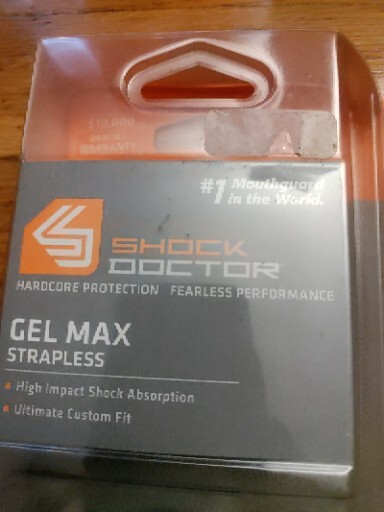 #1 Mouthguard
in the World.
SHOCK
DOCTOR
HARDCORE PROTECTION FEARLESS PERFORMANCE
GEL MAX
STRAPLESS
• High Impact Shock Absorption
• Ultimate Custom Fit